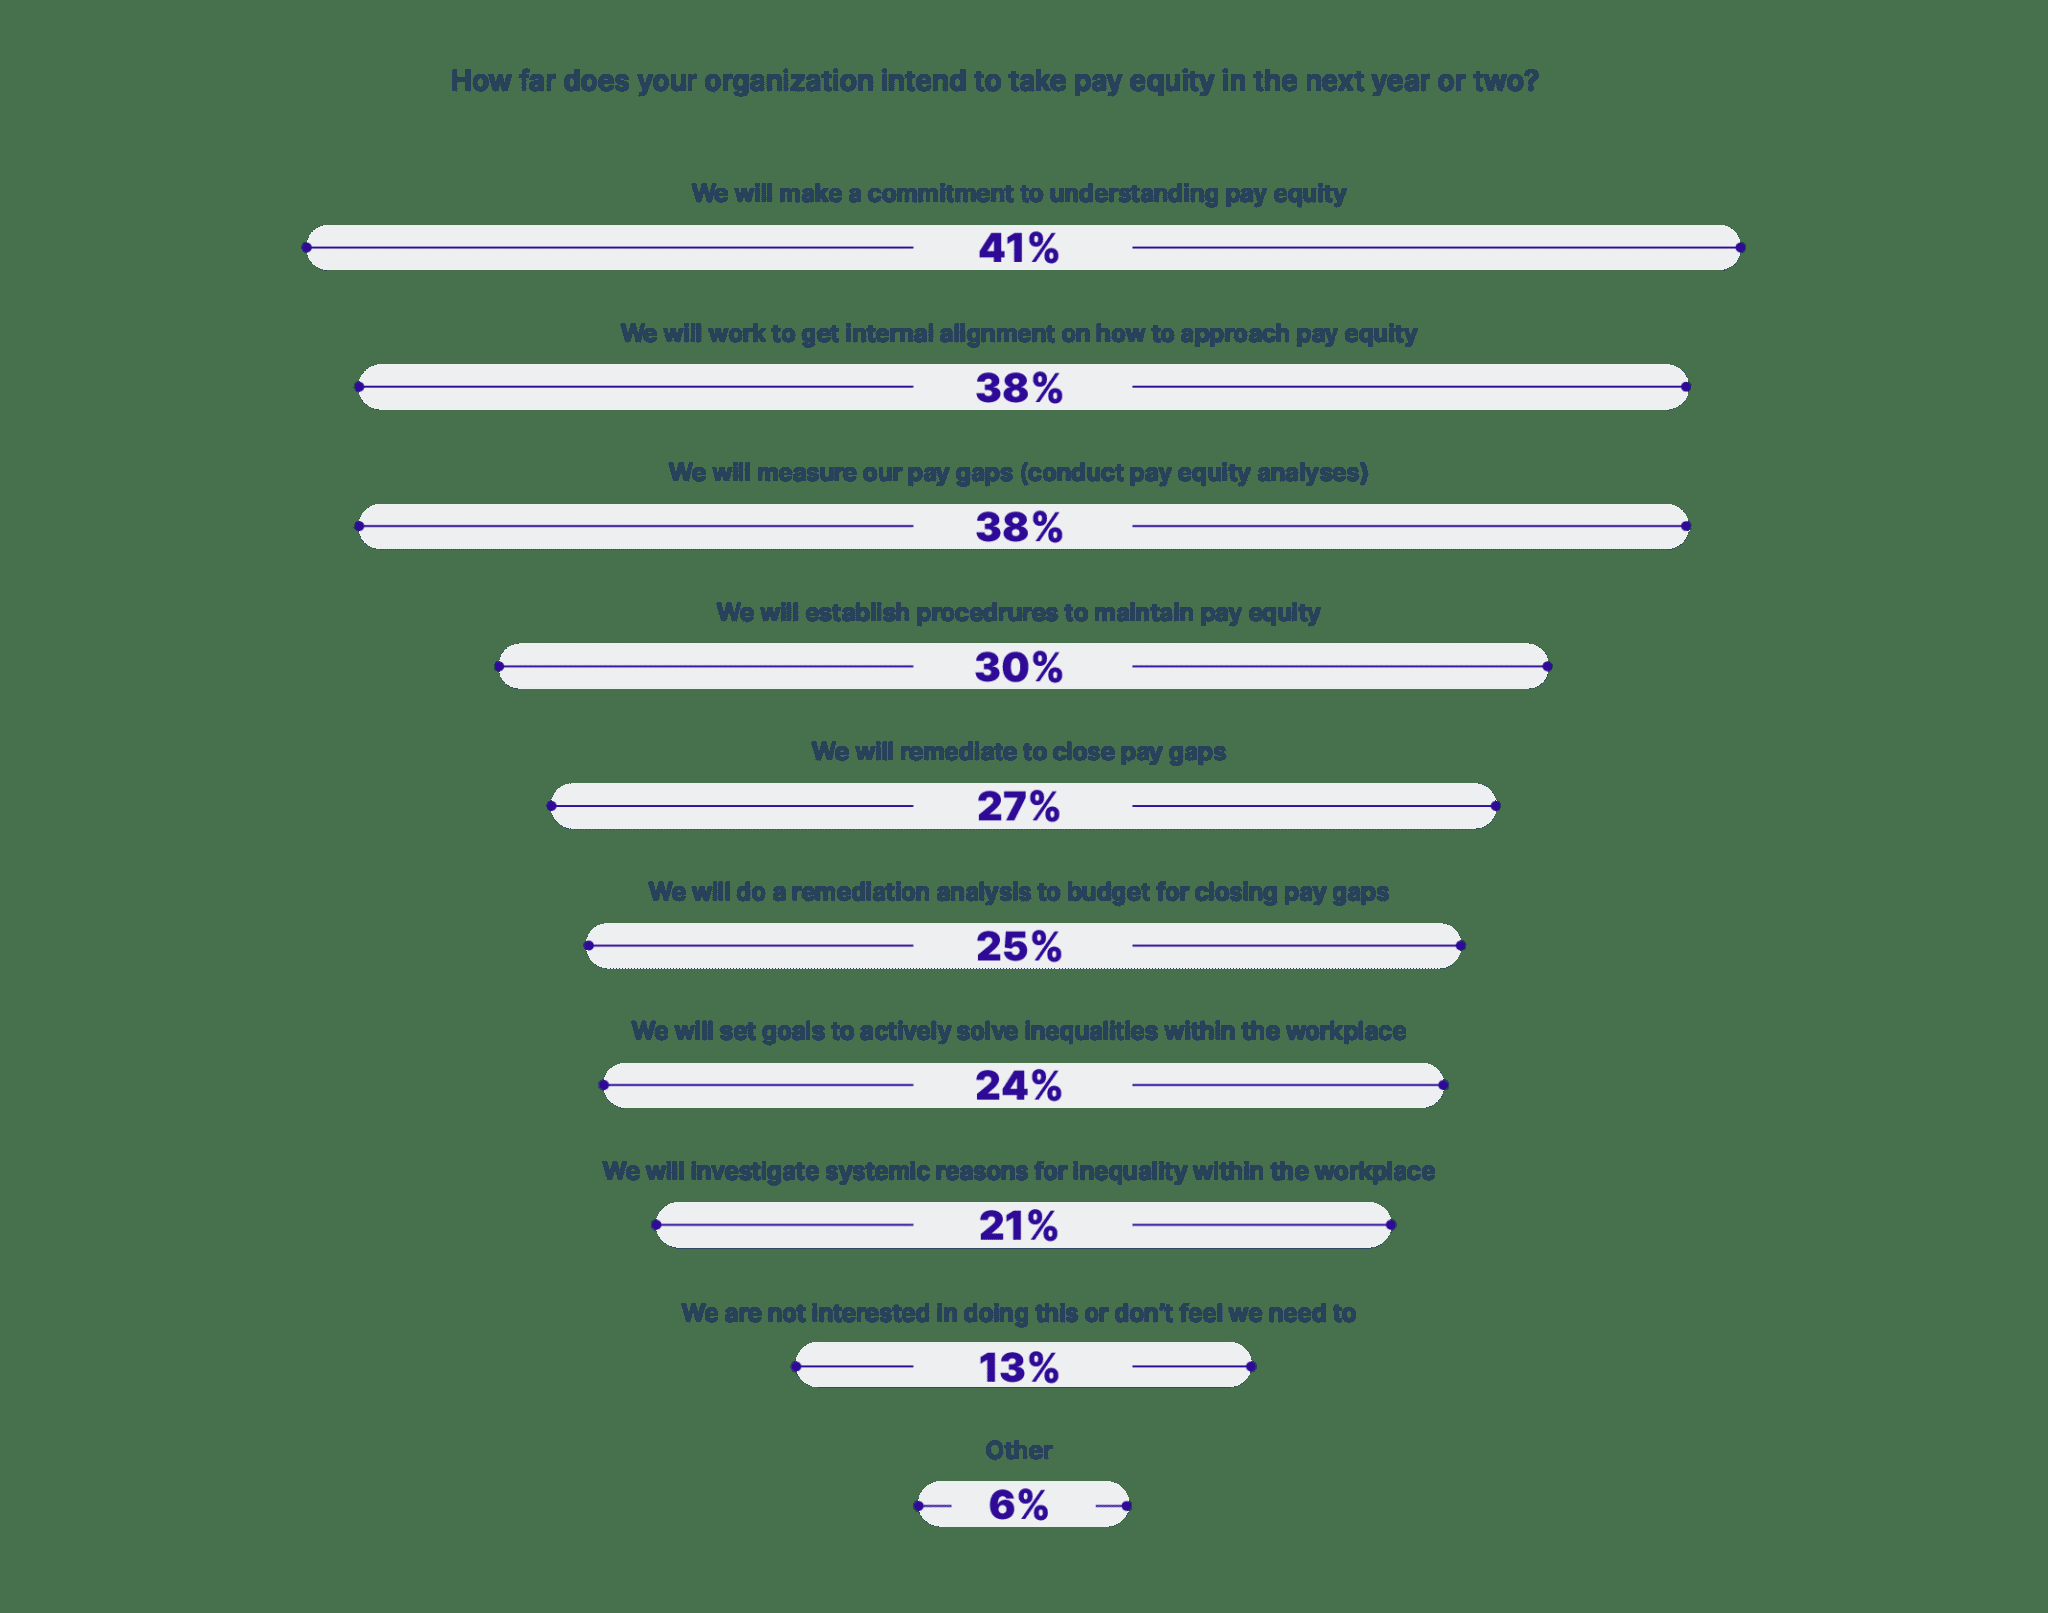 How far does your organization intend to take pay equity in the next year or two?
We will make a commitment to understanding pay equity
41%
We will work to get internal alignment on how to approach pay equity
38%
We will measure our pay gaps (conduct pay equity analyses)
38%
We will establish procedrures to maintain pay equity
30%
We will remediate to close pay gaps
27%
We will do a remediation analysis to budget for closing pay gaps
25%
We will set goals to actively solve inequalities within the workplace
24%
We will investigate systemic reasons for inequality within the workplace
21%
We are not interested in doing this or don't feel we need to
13%
Other
6%